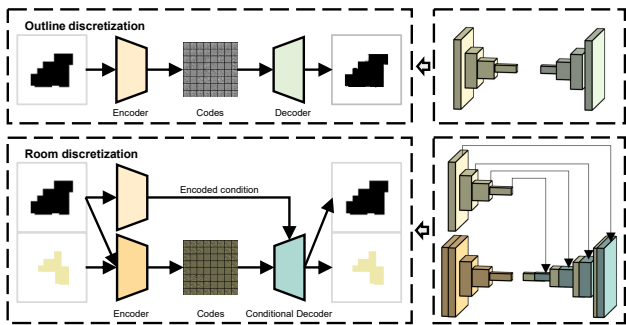 Outline discretization
Encoder
Codes
Decoder
Room discretization
Encoded condition
Encoder
Codes
Conditional Decoder